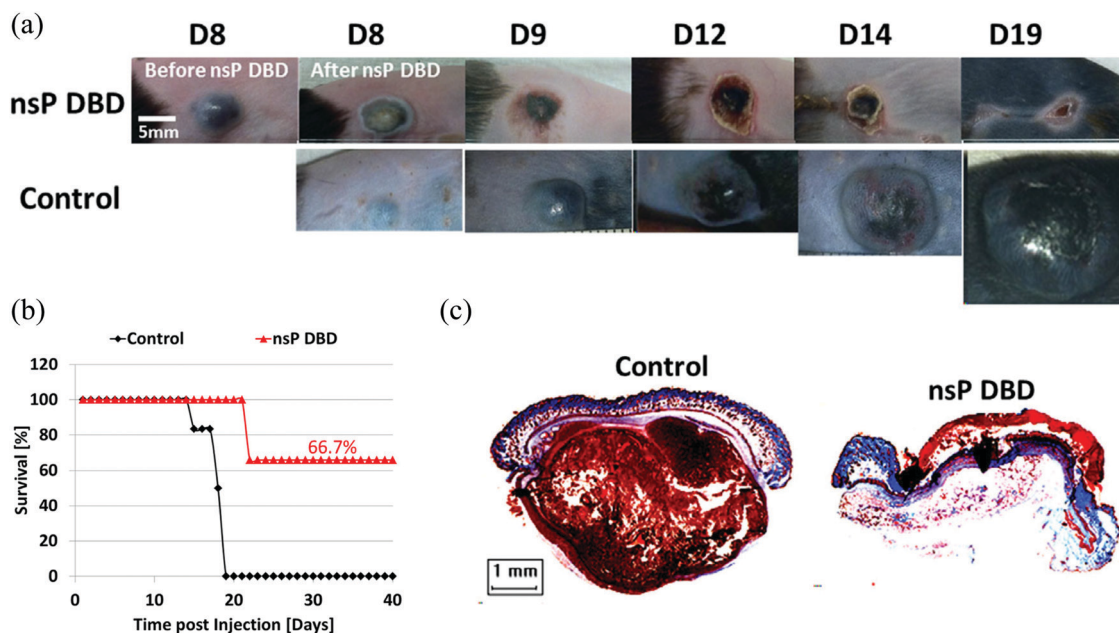 (a)
D8 D8 D9 D12 D14 D19
nsP DBD
Before nsP DBD
After nsP DBD
5mm
Control
(b)
Control nsP DBD
Survival [%]
120
100
80
60
40
20
0
66.7%
0 10 20 30 40
Time post Injection [Days]
(c)
Control
nsP DBD
1 mm